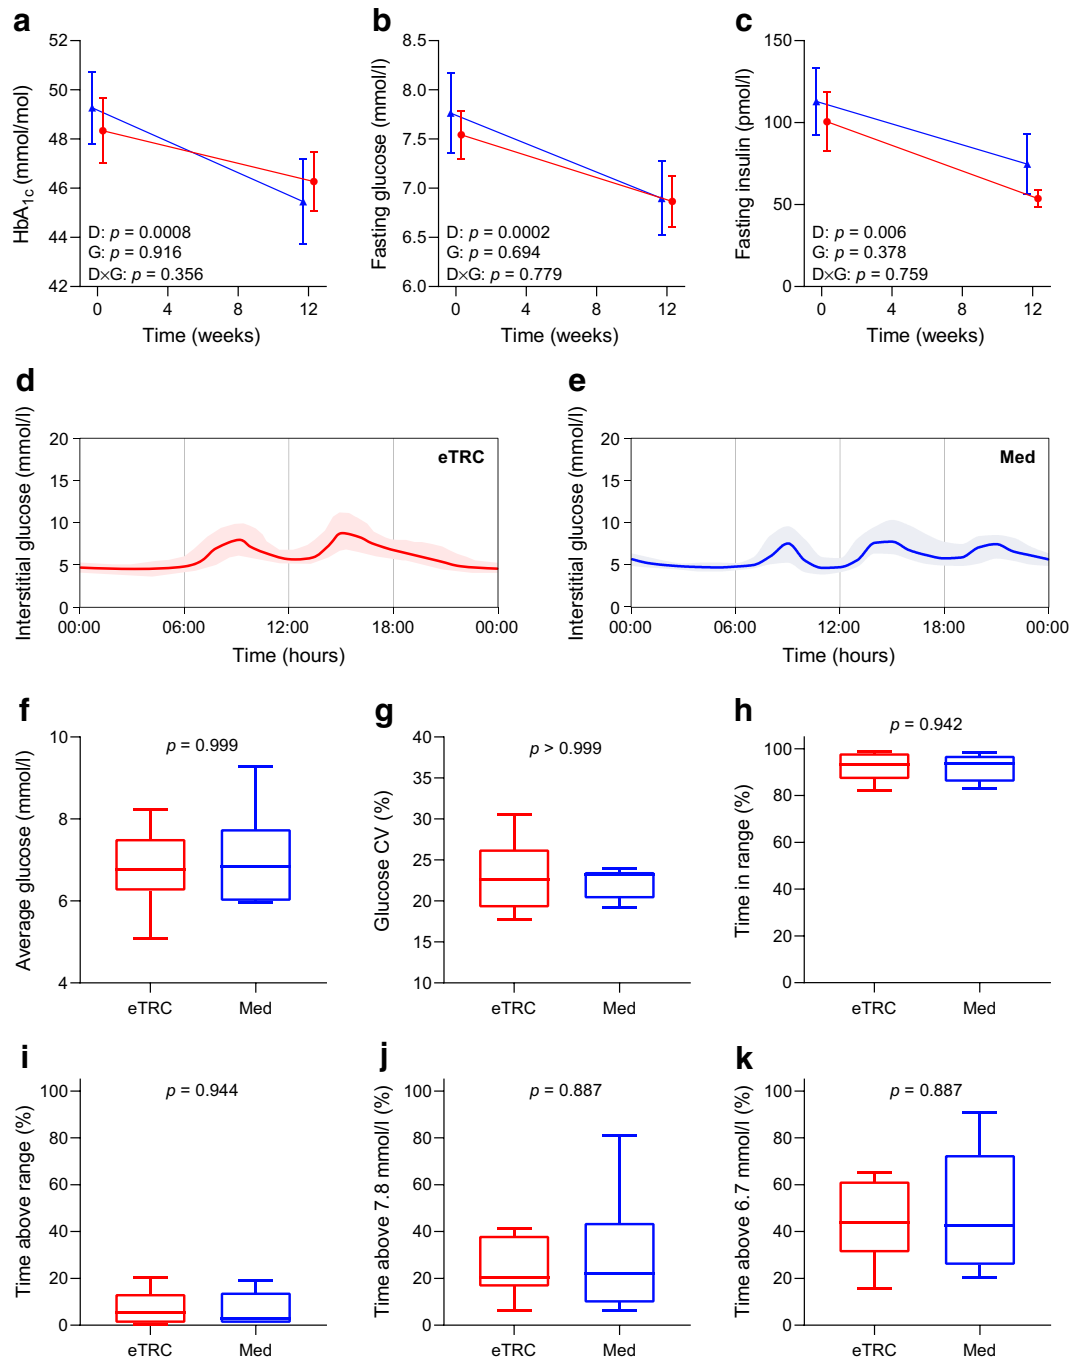 a
HbA1c (mmol/mol)
52
50
48
46
44
42
D: p = 0.0008
G: p = 0.916
D×G: p = 0.356
0
4
8
12
Time (weeks)
b
Fasting glucose (mmol/l)
8.5
8.0
7.5
7.0
6.5
6.0
D: p = 0.0002
G: p = 0.694
D×G: p = 0.779
0
4
8
12
Time (weeks)
c
Fasting insulin (pmol/l)
150
100
50
0
D: p = 0.006
G: p = 0.378
D×G: p = 0.759
0
4
8
12
Time (weeks)
d
Interstitial glucose (mmol/l)
20
15
10
5
0
eTRC
00:00
06:00
12:00
18:00
00:00
Time (hours)
e
Interstitial glucose (mmol/l)
20
15
10
5
0
Med
00:00
06:00
12:00
18:00
00:00
Time (hours)
f
Average glucose (mmol/l)
10
8
6
4
p = 0.999
eTRC
Med
g
Glucose CV (%)
40
35
30
25
20
15
10
p > 0.999
eTRC
Med
h
Time in range (%)
100
80
60
40
20
0
p = 0.942
eTRC
Med
i
Time above range (%)
100
80
60
40
20
0
p = 0.944
eTRC
Med
j
Time above 7.8 mmol/l (%)
100
80
60
40
20
0
p = 0.887
eTRC
Med
k
Time above 6.7 mmol/l (%)
100
80
60
40
20
0
p = 0.887
eTRC
Med